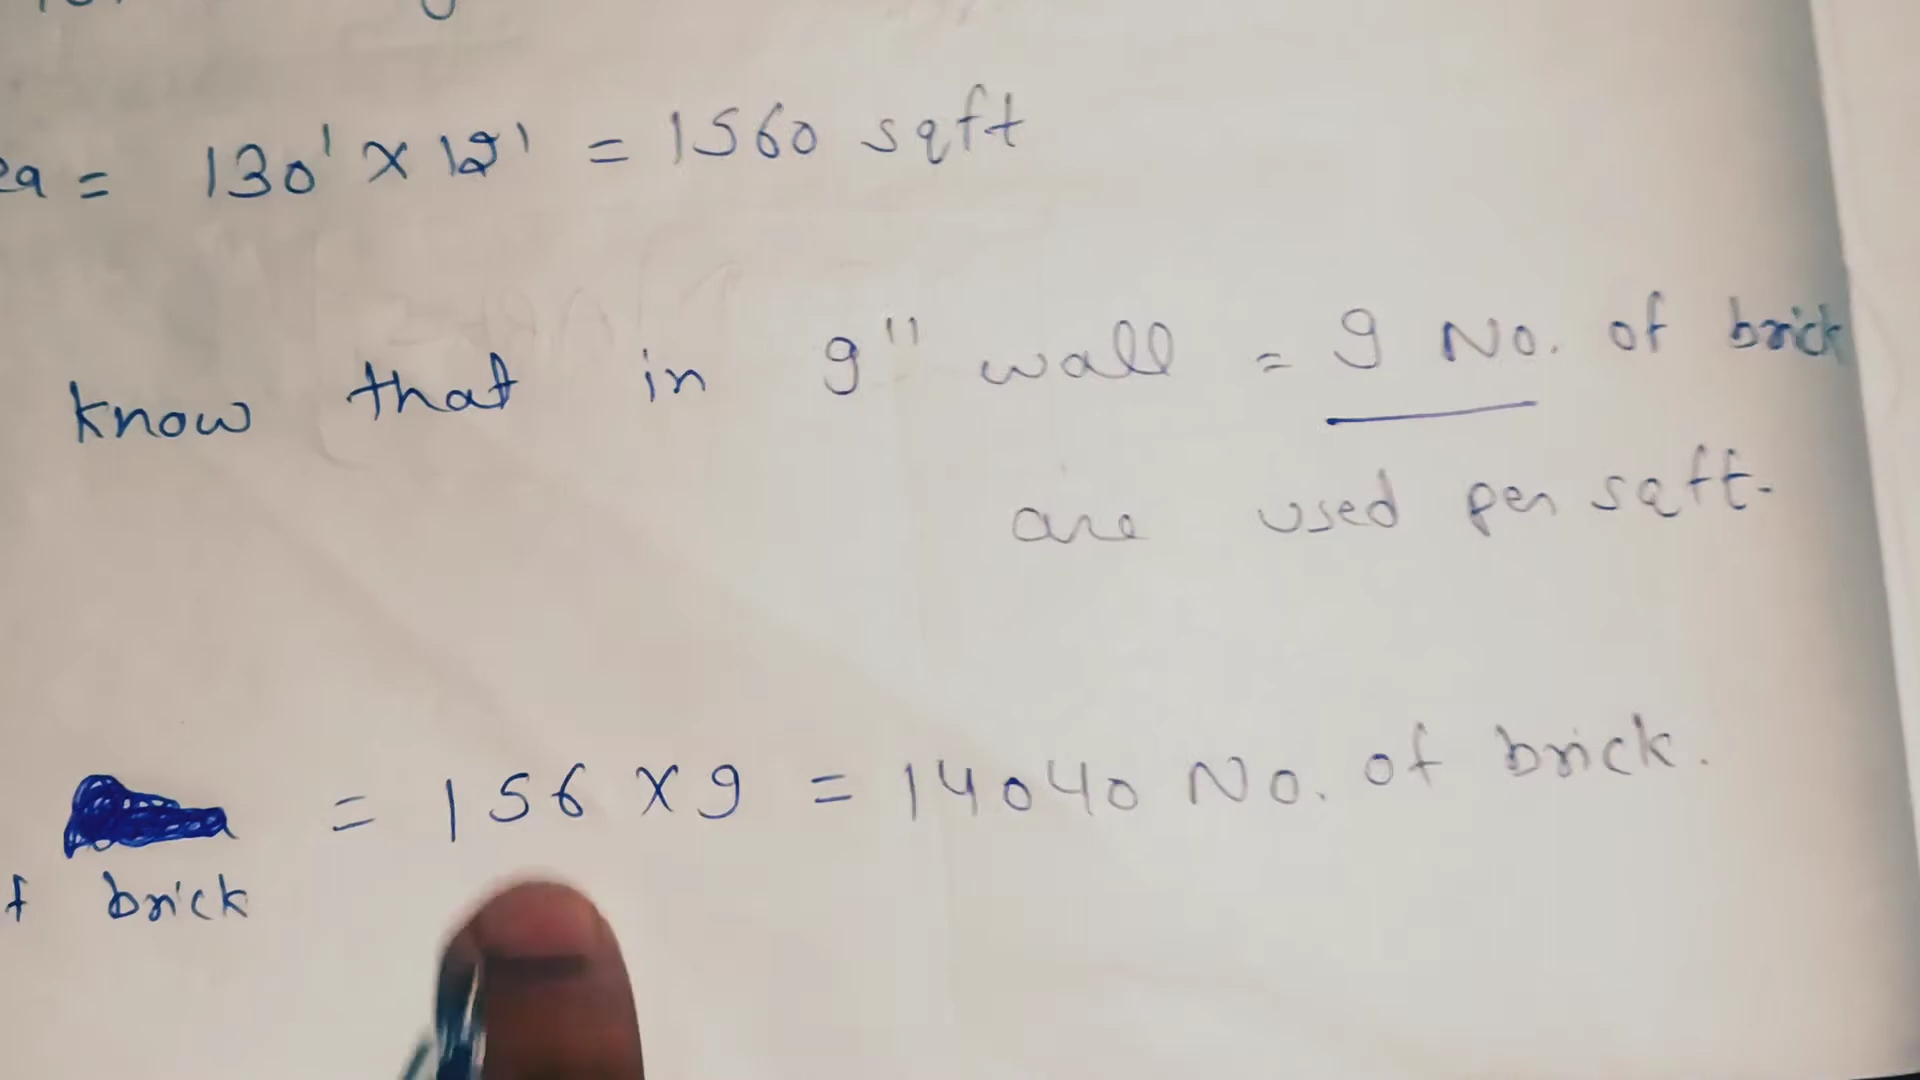 ea = 130' x 12' = 1560 sqft
know that in 9" wall = 9 No. of brick
are used per sqft.
= 156 x 9 = 14040 No. of brick.
f brick